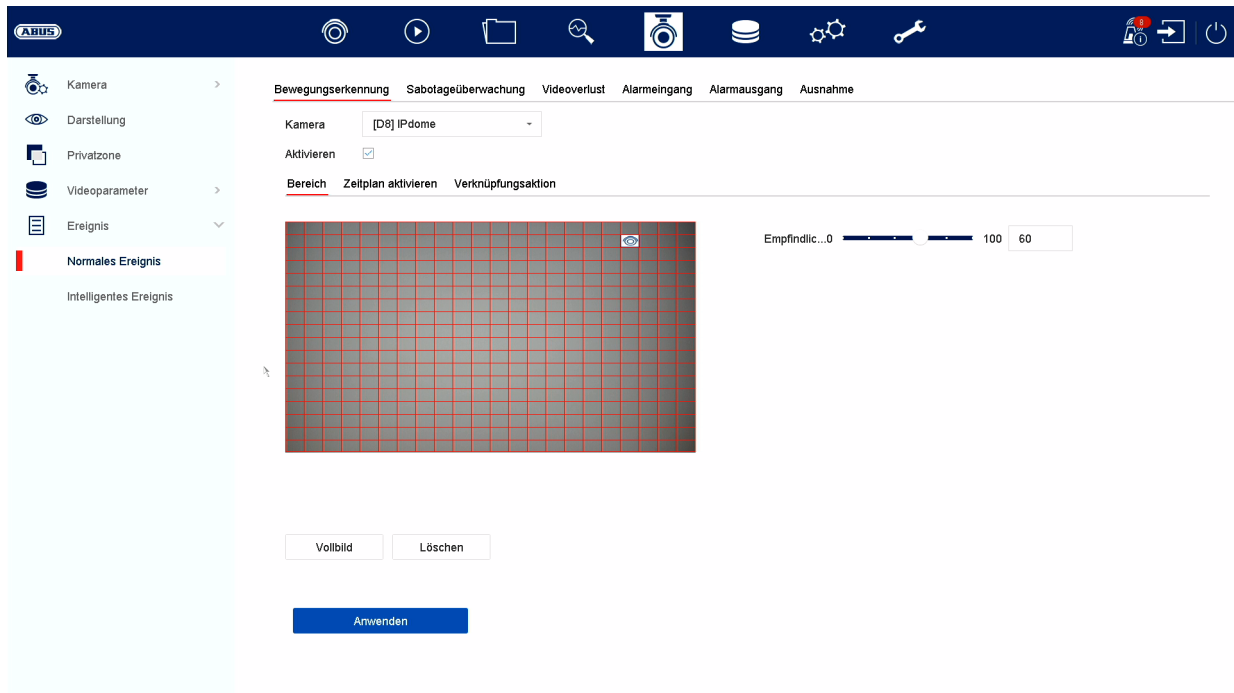 ABUS
8
Kamera
Darstellung
Privatzone
Videoparameter
Ereignis
Normales Ereignis
Intelligentes Ereignis
Bewegungserkennung Sabotageüberwachung Videoverlust Alarmeingang Alarmausgang Ausnahme
Kamera [D8] IPdome
Aktivieren
Bereich Zeitplan aktivieren Verknüpfungsaktion
Empfindlic...0 100 60
Vollbild Löschen
Anwenden